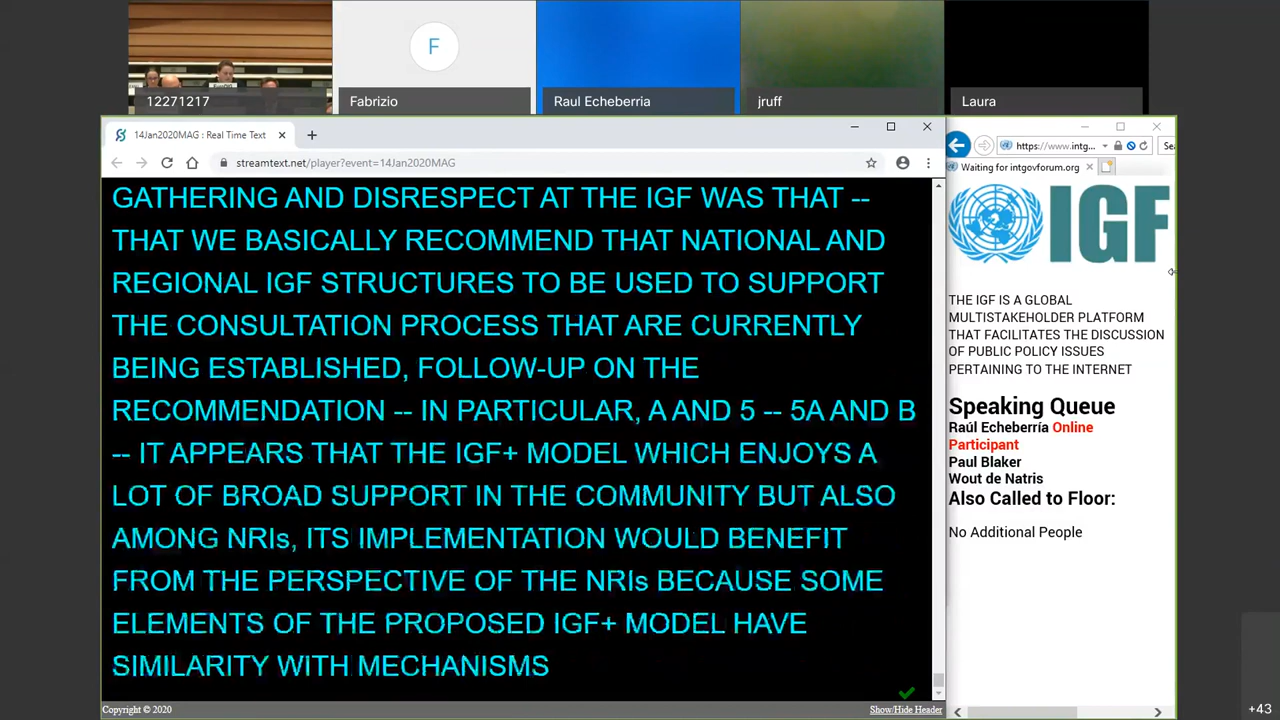 F
12271217
Fabrizio
Raul Echeberria
jruff
Laura
14Jan2020MAG : Real Time Text
streamtext.net/player?event=14Jan2020MAG
GATHERING AND DISRESPECT AT THE IGF WAS THAT --
THAT WE BASICALLY RECOMMEND THAT NATIONAL AND
REGIONAL IGF STRUCTURES TO BE USED TO SUPPORT
THE CONSULTATION PROCESS THAT ARE CURRENTLY
BEING ESTABLISHED, FOLLOW-UP ON THE
RECOMMENDATION -- IN PARTICULAR, A AND 5 -- 5A AND B
-- IT APPEARS THAT THE IGF+ MODEL WHICH ENJOYS A
LOT OF BROAD SUPPORT IN THE COMMUNITY BUT ALSO
AMONG NRIs, ITS IMPLEMENTATION WOULD BENEFIT
FROM THE PERSPECTIVE OF THE NRIs BECAUSE SOME
ELEMENTS OF THE PROPOSED IGF+ MODEL HAVE
SIMILARITY WITH MECHANISMS
Copyright © 2020
Show/Hide Header
https://www.intg...
Sea
Waiting for intgovforum.org
IGF
THE IGF IS A GLOBAL
MULTISTAKEHOLDER PLATFORM
THAT FACILITATES THE DISCUSSION
OF PUBLIC POLICY ISSUES
PERTAINING TO THE INTERNET
Speaking Queue
Raúl Echeberría Online
Participant
Paul Blaker
Wout de Natris
Also Called to Floor:
No Additional People
+43